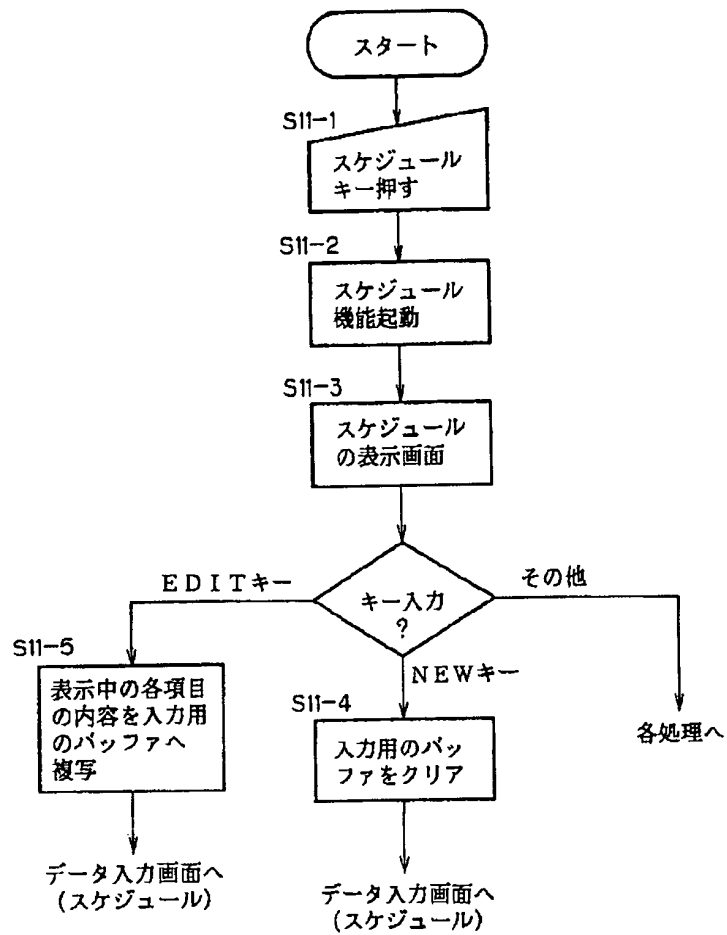 スタート
S11-1
スケジュール
キー押す
S11-2
スケジュール
機能起動
S11-3
スケジュール
の表示画面
EDITキー
キー入力
?
その他
S11-5
表示中の各項目
の内容を入力用
のバッファへ
複写
NEWキー
S11-4
入力用のバッ
ファをクリア
各処理へ
データ入力画面へ
(スケジュール)
データ入力画面へ
(スケジュール)